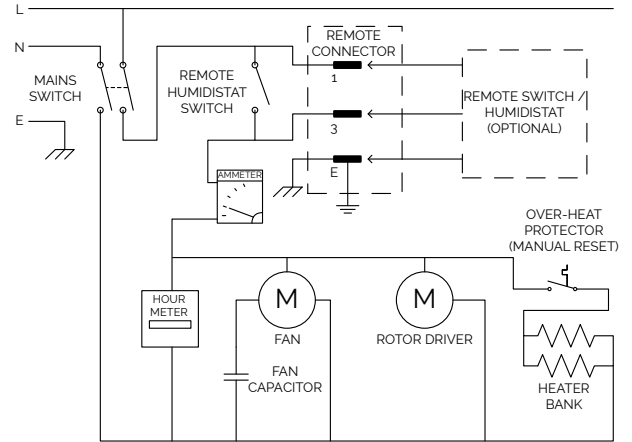 L
N
E
MAINS
SWITCH
REMOTE
HUMIDISTAT
SWITCH
REMOTE
CONNECTOR
1
3
E
REMOTE SWITCH /
HUMIDISTAT
(OPTIONAL)
AMMETER
OVER-HEAT
PROTECTOR
(MANUAL RESET)
HOUR
METER
M
FAN
M
ROTOR DRIVER
FAN
CAPACITOR
HEATER
BANK